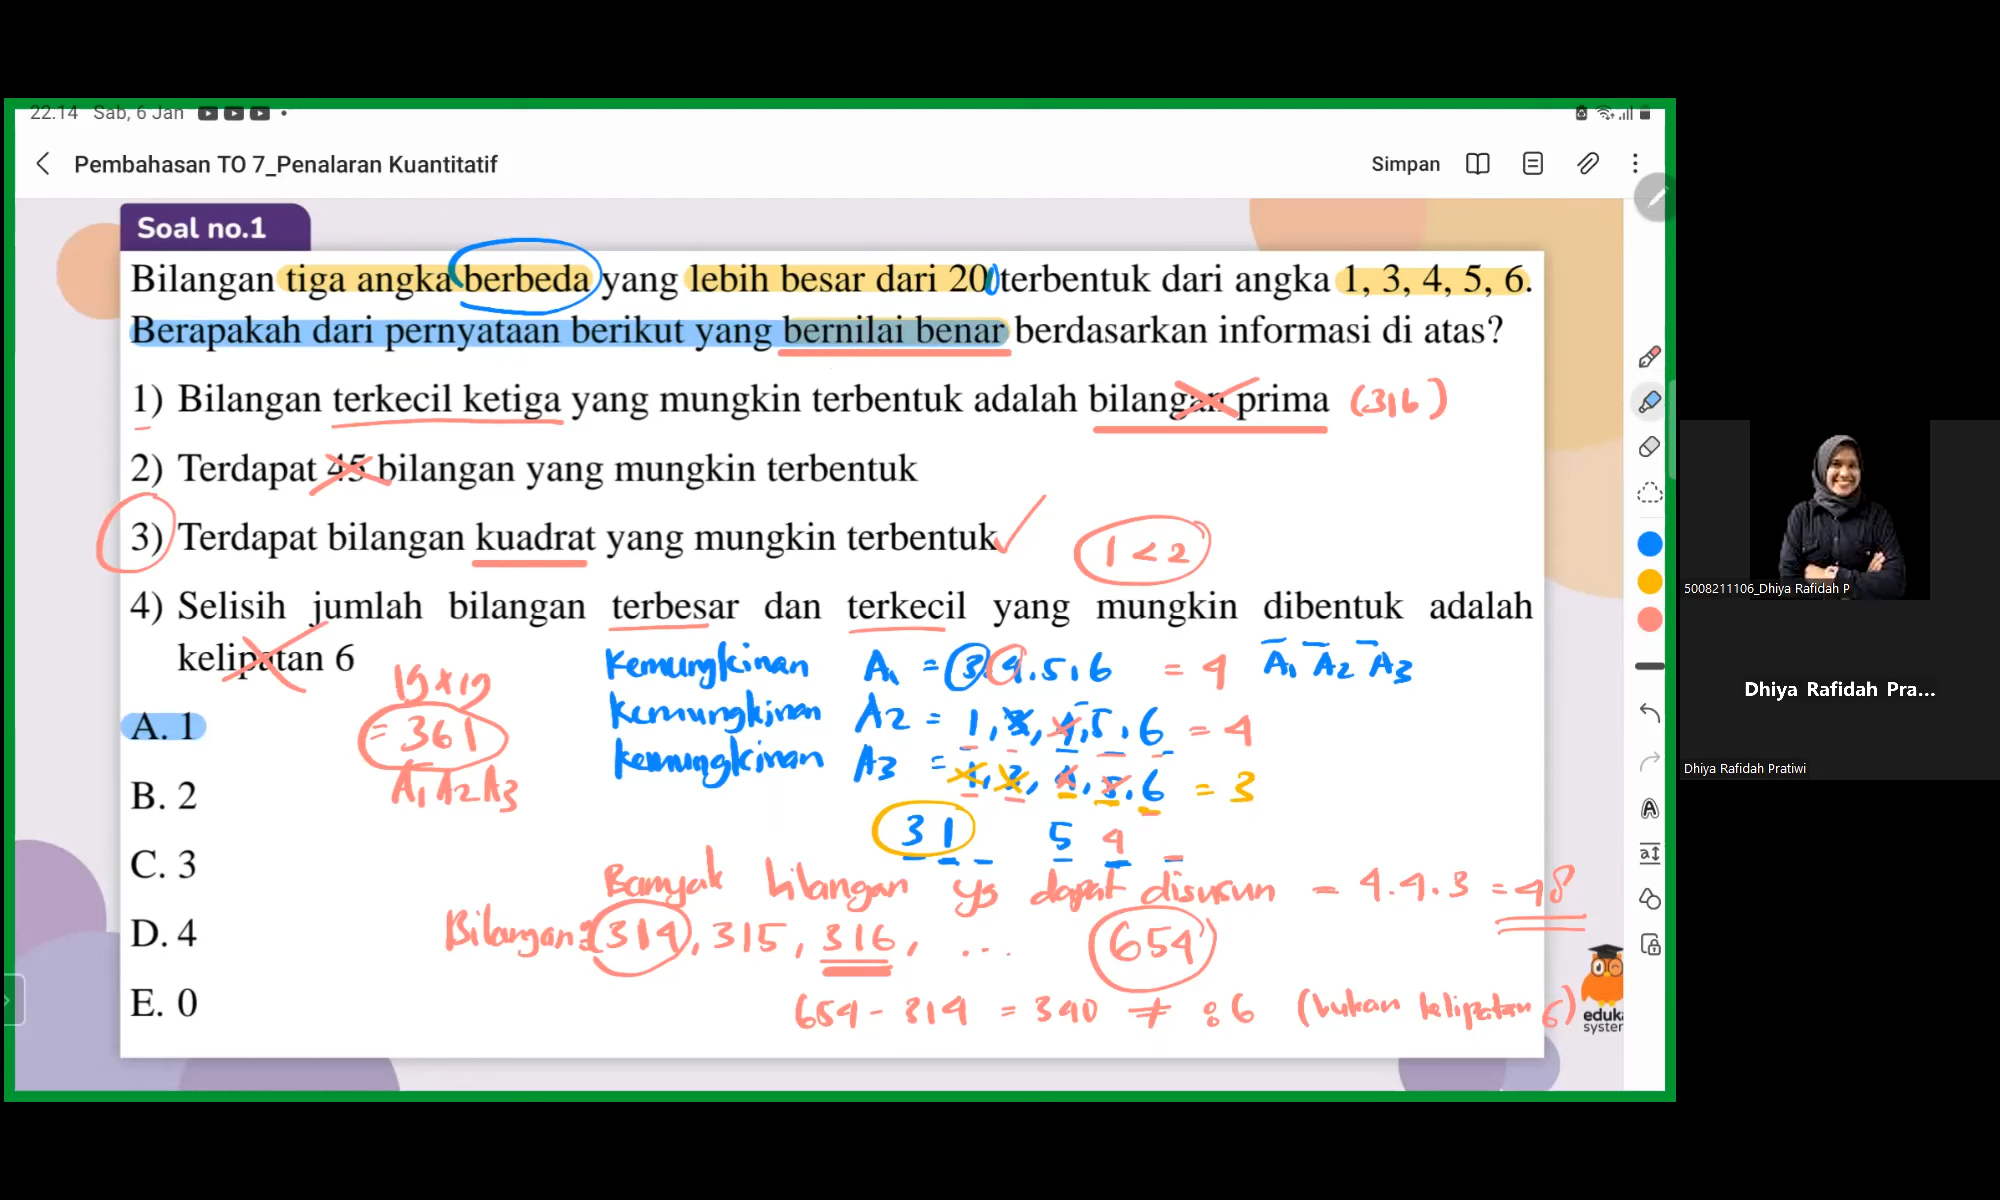 22.14 Sab, 6 Jan
Pembahasan TO 7_Penalaran Kuantitatif
Simpan
Soal no.1
Bilangan tiga angka berbeda yang lebih besar dari 200 terbentuk dari angka 1, 3, 4, 5, 6.
Berapakah dari pernyataan berikut yang bernilai benar berdasarkan informasi di atas?
1) Bilangan terkecil ketiga yang mungkin terbentuk adalah bilangan prima (316)
2) Terdapat 45 bilangan yang mungkin terbentuk
3) Terdapat bilangan kuadrat yang mungkin terbentuk
1 < 2
4) Selisih jumlah bilangan terbesar dan terkecil yang mungkin dibentuk adalah
kelipatan 6
A. 1
B. 2
C. 3
D. 4
E. 0
19 x 19
= 361
A1 A2 A3
Kemungkinan A1 = 3, 4, 5, 6 = 4 A1 A2 A3
Kemungkinan A2 = 1, 3, 4, 5, 6 = 4
Kemungkinan A3 = 1, 3, 4, 5, 6 = 3
3 1 5 4
Banyak bilangan yg dapat disusun = 4.4.3 = 48
Bilangan : 314, 315, 316, ... 654
654 - 314 = 340 ≠ : 6 (bukan kelipatan 6)
eduka
system
5008211106_Dhiya Rafidah P
Dhiya Rafidah Pra...
Dhiya Rafidah Pratiwi